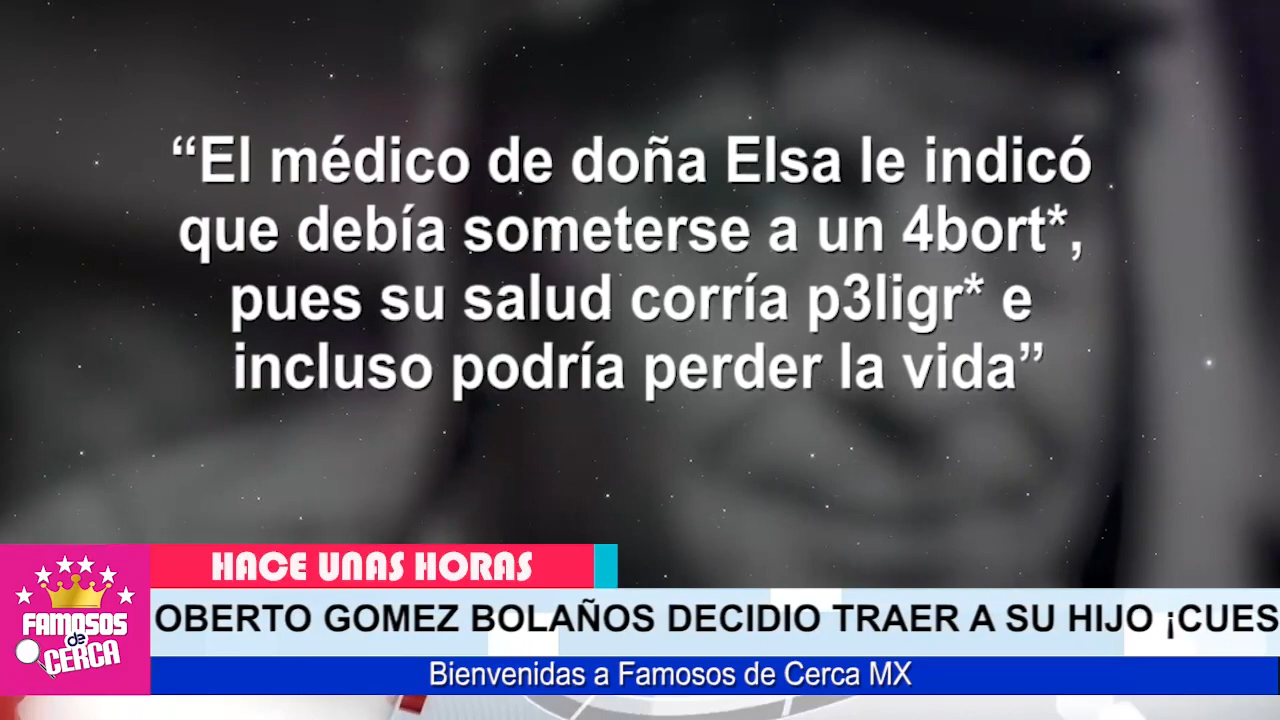 “El médico de doña Elsa le indicó
que debía someterse a un 4bort*,
pues su salud corría p3ligr* e
incluso podría perder la vida”
HACE UNAS HORAS
FAMOSOS
de
CERCA
OBERTO GOMEZ BOLAÑOS DECIDIO TRAER A SU HIJO ¡CUES
Bienvenidas a Famosos de Cerca MX